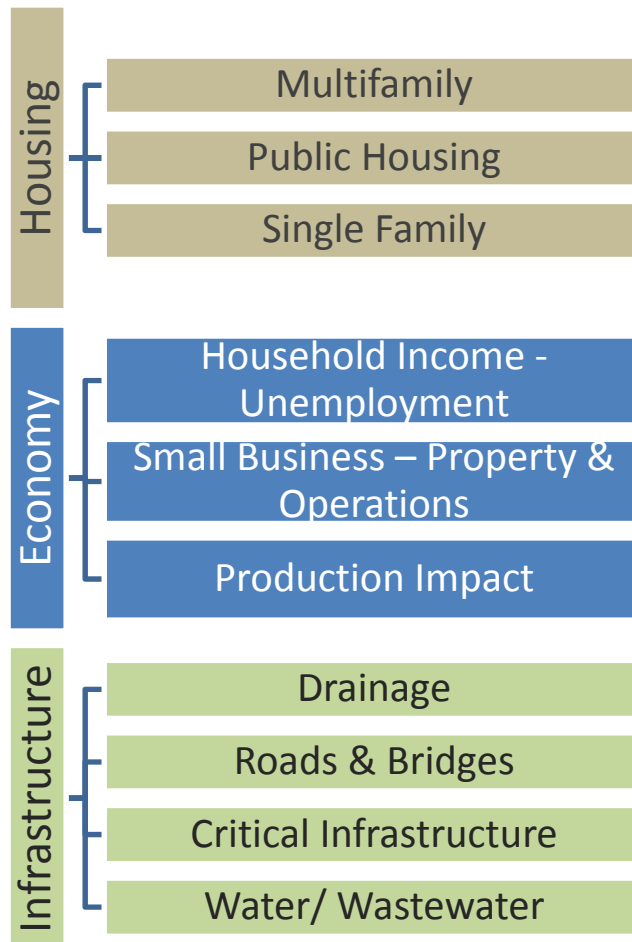 Housing
Multifamily
Public Housing
Single Family
Economy
Household Income -
Unemployment
Small Business – Property &
Operations
Production Impact
Infrastructure
Drainage
Roads & Bridges
Critical Infrastructure
Water/ Wastewater